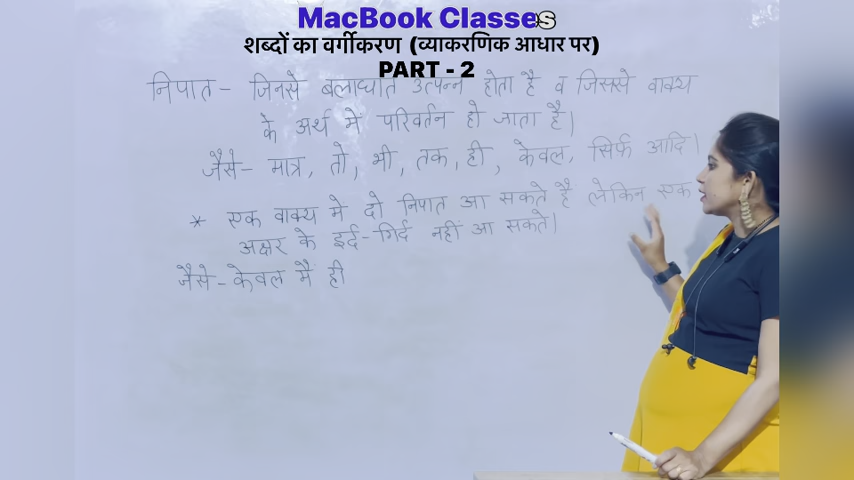 MacBook Classes
शब्दों का वर्गीकरण (व्याकरणिक आधार पर)
PART - 2
निपात - जिनसे बलाघात उत्पन्न होता है व जिससे वाक्य
के अर्थ में परिवर्तन हो जाता है।
जैसे - मात्र, तो, भी, तक, ही, केवल, सिर्फ आदि।
* एक वाक्य मे दो निपात आ सकते है लेकिन एक
अक्षर के इर्द-गिर्द नहीं आ सकते।
जैसे - केवल मैं ही